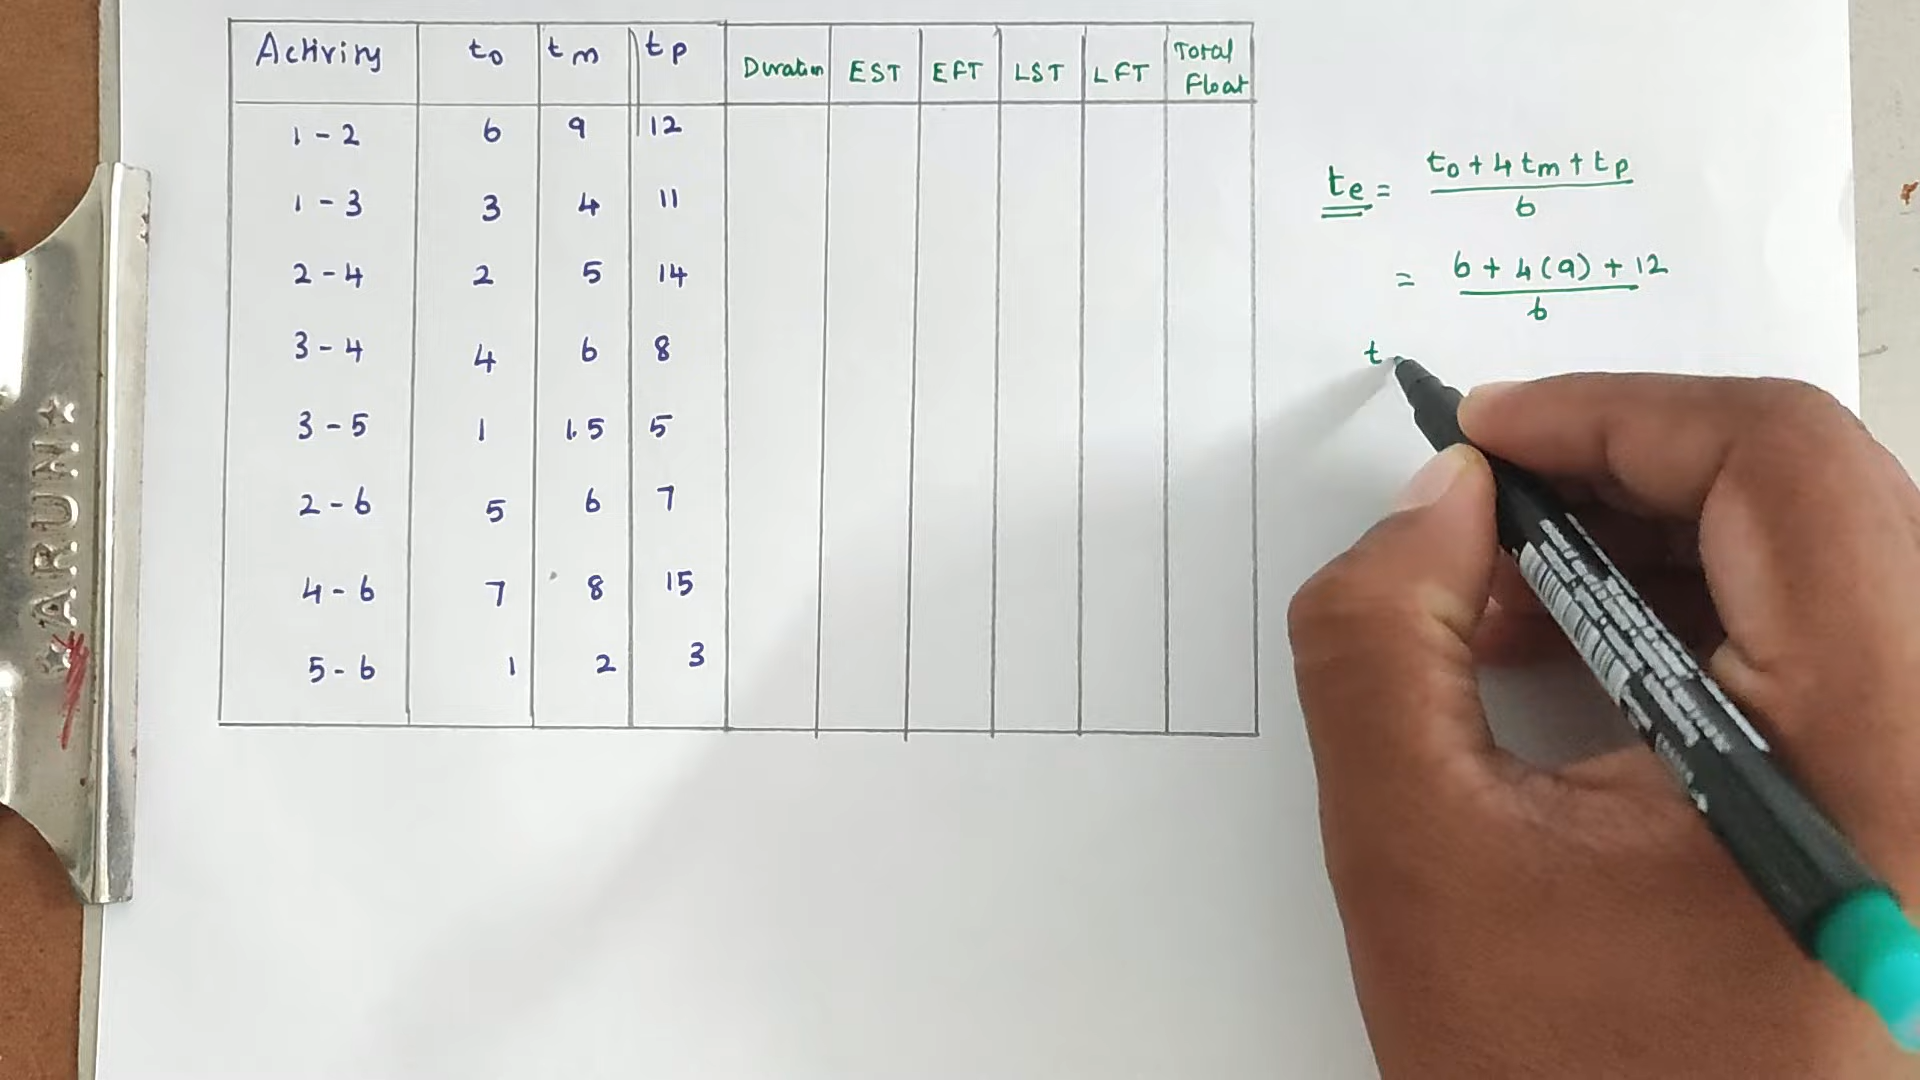 Activity to tm tp Duration EST EFT LST LFT Total Float
1 - 2 6 9 12
1 - 3 3 4 11
2 - 4 2 5 14
3 - 4 4 6 8
3 - 5 1 1.5 5
2 - 6 5 6 7
4 - 6 7 8 15
5 - 6 1 2 3
te = to + 4 tm + tp
6
= 6 + 4(9) + 12
6
t
ARUN